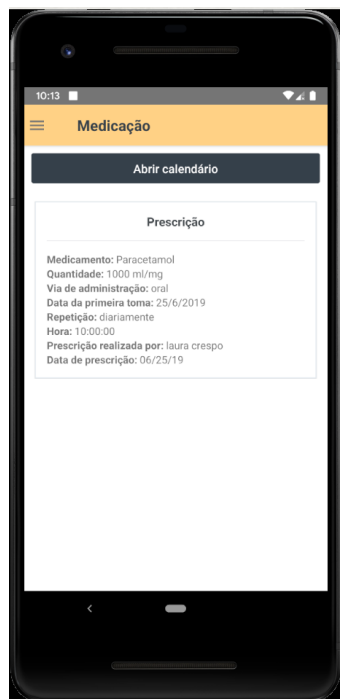 10:13
Medicação
Abrir calendário
Prescrição
Medicamento: Paracetamol
Quantidade: 1000 ml/mg
Via de administração: oral
Data da primeira toma: 25/6/2019
Repetição: diariamente
Hora: 10:00:00
Prescrição realizada por: laura crespo
Data de prescrição: 06/25/19